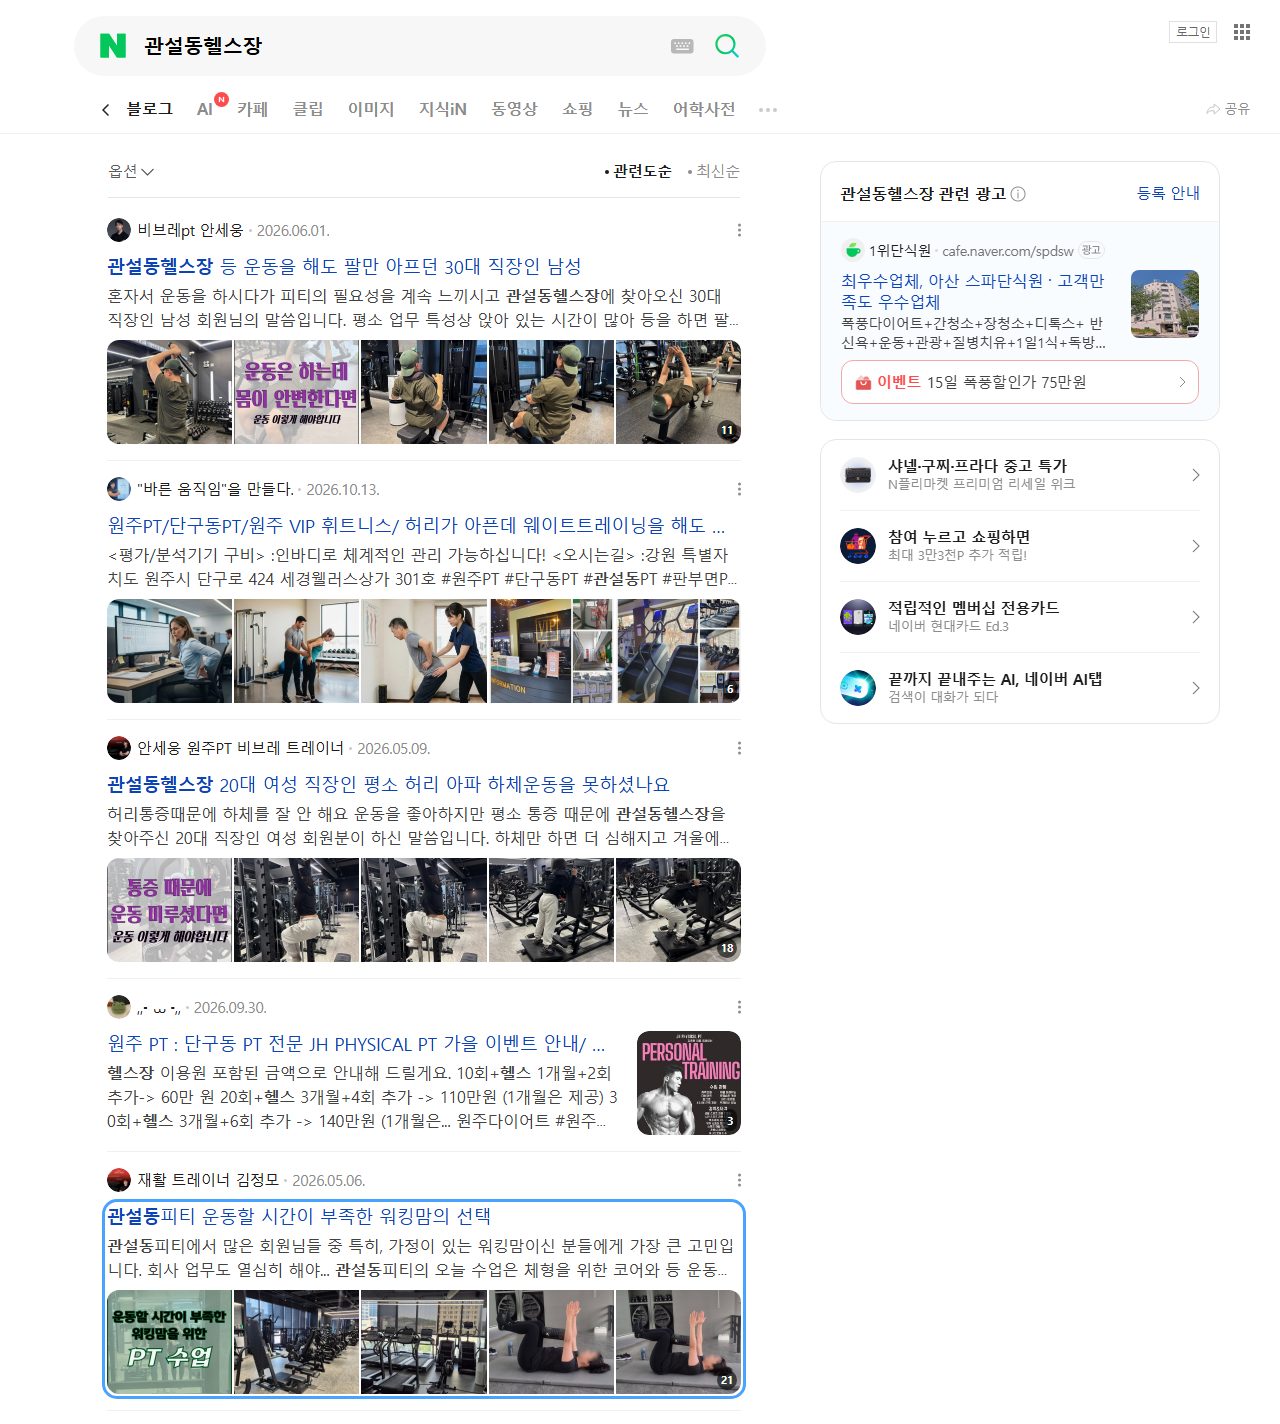 관설동헬스장
로그인
블로그
AI
N
카페
클립
이미지
지식iN
동영상
쇼핑
뉴스
어학사전
공유
옵션
• 관련도순
• 최신순
비브레pt 안세웅 · 2026.06.01.
관설동헬스장 등 운동을 해도 팔만 아프던 30대 직장인 남성
혼자서 운동을 하시다가 피티의 필요성을 계속 느끼시고 관설동헬스장에 찾아오신 30대
직장인 남성 회원님의 말씀입니다. 평소 업무 특성상 앉아 있는 시간이 많아 등을 하면 팔...
운동은 하는데
몸이 안변한다면
운동 이렇게 해야합니다
11
"바른 움직임"을 만들다. · 2026.10.13.
원주PT/단구동PT/원주 VIP 휘트니스/ 허리가 아픈데 웨이트트레이닝을 해도 ...
<평가/분석기기 구비> :인바디로 체계적인 관리 가능하십니다! <오시는길> :강원 특별자
치도 원주시 단구로 424 세경웰러스상가 301호 #원주PT #단구동PT #관설동PT #판부면P...
VIP
INFORMATION
6
안세웅 원주PT 비브레 트레이너 · 2026.05.09.
관설동헬스장 20대 여성 직장인 평소 허리 아파 하체운동을 못하셨나요
허리통증때문에 하체를 잘 안 해요 운동을 좋아하지만 평소 통증 때문에 관설동헬스장을
찾아주신 20대 직장인 여성 회원분이 하신 말씀입니다. 하체만 하면 더 심해지고 겨울에...
통증 때문에
운동 미루셨다면
운동 이렇게 해야합니다
18
,,- ω -,, · 2026.09.30.
원주 PT : 단구동 PT 전문 JH PHYSICAL PT 가을 이벤트 안내/ ...
헬스장 이용원 포함된 금액으로 안내해 드릴게요. 10회+헬스 1개월+2회
추가-> 60만 원 20회+헬스 3개월+4회 추가 -> 110만원 (1개월은 제공) 3
0회+헬스 3개월+6회 추가 -> 140만원 (1개월은... 원주다이어트 #원주...
JH PHYSICAL PT
PERSONAL
TRAINING
3
재활 트레이너 김정모 · 2026.05.06.
관설동피티 운동할 시간이 부족한 워킹맘의 선택
관설동피티에서 많은 회원님들 중 특히, 가정이 있는 워킹맘이신 분들에게 가장 큰 고민입
니다. 회사 업무도 열심히 해야... 관설동피티의 오늘 수업은 체형을 위한 코어와 등 운동...
운동할 시간이 부족한
워킹맘을 위한
PT 수업
21
관설동헬스장 관련 광고
등록 안내
1위단식원 · cafe.naver.com/spdsw 광고
최우수업체, 아산 스파단식원 · 고객만
족도 우수업체
폭풍다이어트+간청소+장청소+디톡스+ 반
신욕+운동+관광+질병치유+1일1식+독방...
이벤트 15일 폭풍할인가 75만원
샤넬·구찌·프라다 중고 특가
N플리마켓 프리미엄 리세일 위크
참여 누르고 쇼핑하면
최대 3만3천P 추가 적립!
적립적인 멤버십 전용카드
네이버 현대카드 Ed.3
끝까지 끝내주는 AI, 네이버 AI탭
검색이 대화가 되다